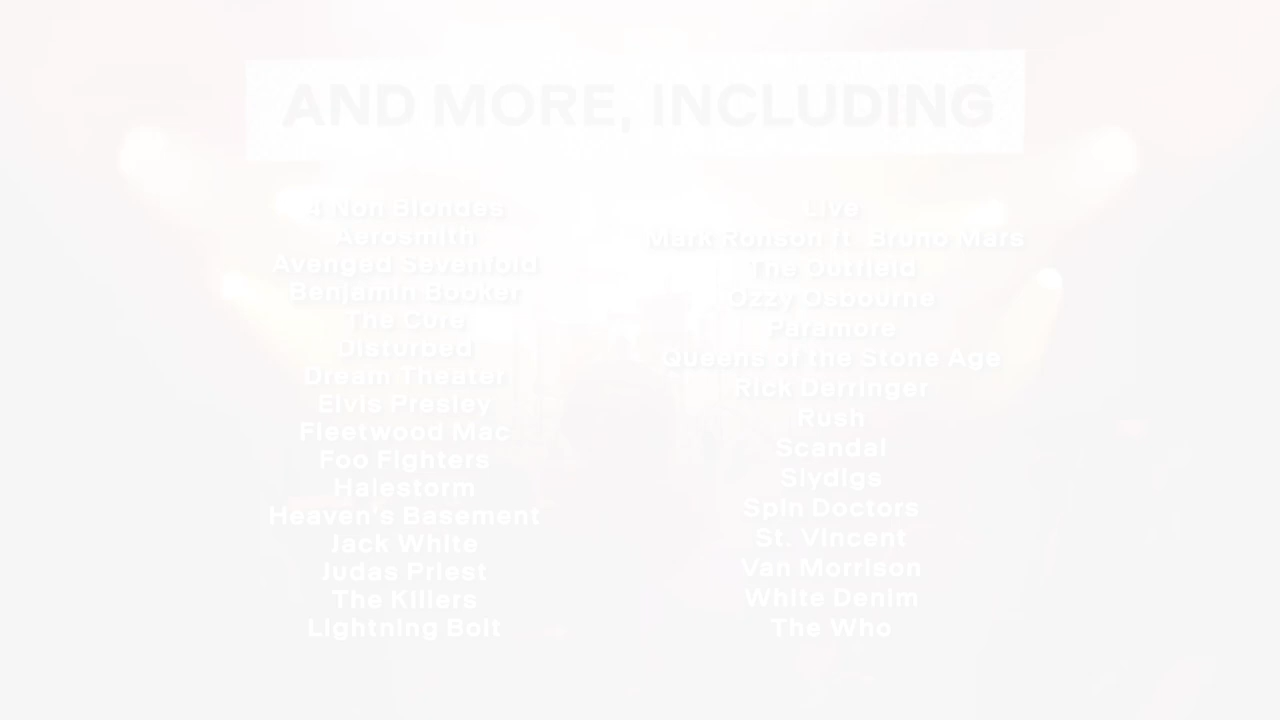 AND MORE, INCLUDING
4 Non Blondes
Aerosmith
Avenged Sevenfold
Benjamin Booker
The Cure
Disturbed
Dream Theater
Elvis Presley
Fleetwood Mac
Foo Fighters
Halestorm
Heaven's Basement
Jack White
Judas Priest
The Killers
Lightning Bolt
Live
Mark Ronson ft. Bruno Mars
The Outfield
Ozzy Osbourne
Paramore
Queens of the Stone Age
Rick Derringer
Rush
Scandal
Slydigs
Spin Doctors
St. Vincent
Van Morrison
White Denim
The Who